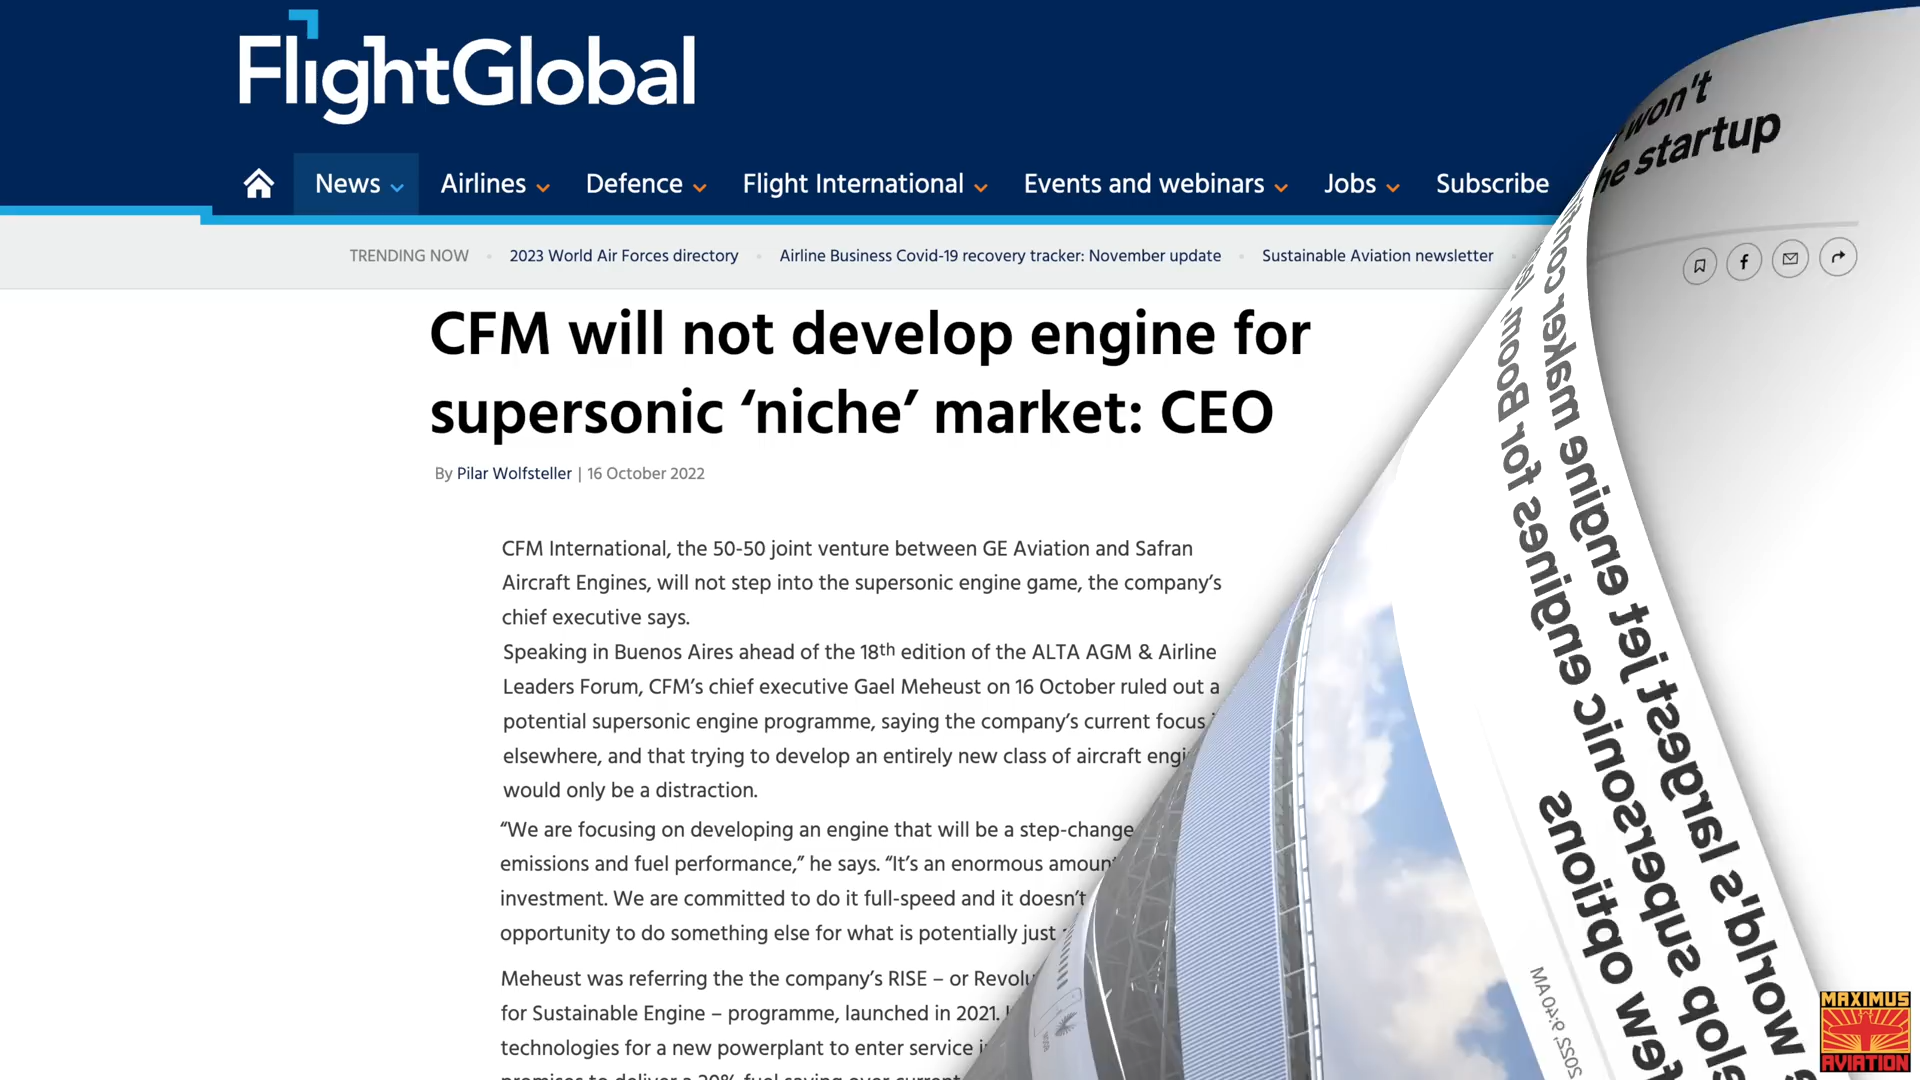 FlightGlobal
News Airlines Defence Flight International Events and webinars Jobs Subscribe
TRENDING NOW 2023 World Air Forces directory Airline Business Covid-19 recovery tracker: November update Sustainable Aviation newsletter
CFM will not develop engine for
supersonic ‘niche’ market: CEO
By Pilar Wolfsteller | 16 October 2022
CFM International, the 50-50 joint venture between GE Aviation and Safran
Aircraft Engines, will not step into the supersonic engine game, the company’s
chief executive says.
Speaking in Buenos Aires ahead of the 18th edition of the ALTA AGM & Airline
Leaders Forum, CFM’s chief executive Gael Meheust on 16 October ruled out a
potential supersonic engine programme, saying the company’s current focus
elsewhere, and that trying to develop an entirely new class of aircraft
would only be a distraction.
“We are focusing on developing an engine that will be a step-change
emissions and fuel performance,” he says. “It’s an enormous
investment. We are committed to do it full-speed and it doesn’t
opportunity to do something else for what is potentially just
Meheust was referring the the company’s RISE – or
for Sustainable Engine – programme, launched in 2021.
technologies for a new powerplant to enter service
won't
startup
world's largest jet engine maker
supersonic engines for Boom
options
2022, 9:40 AM
MAXIMUS
AVIATION